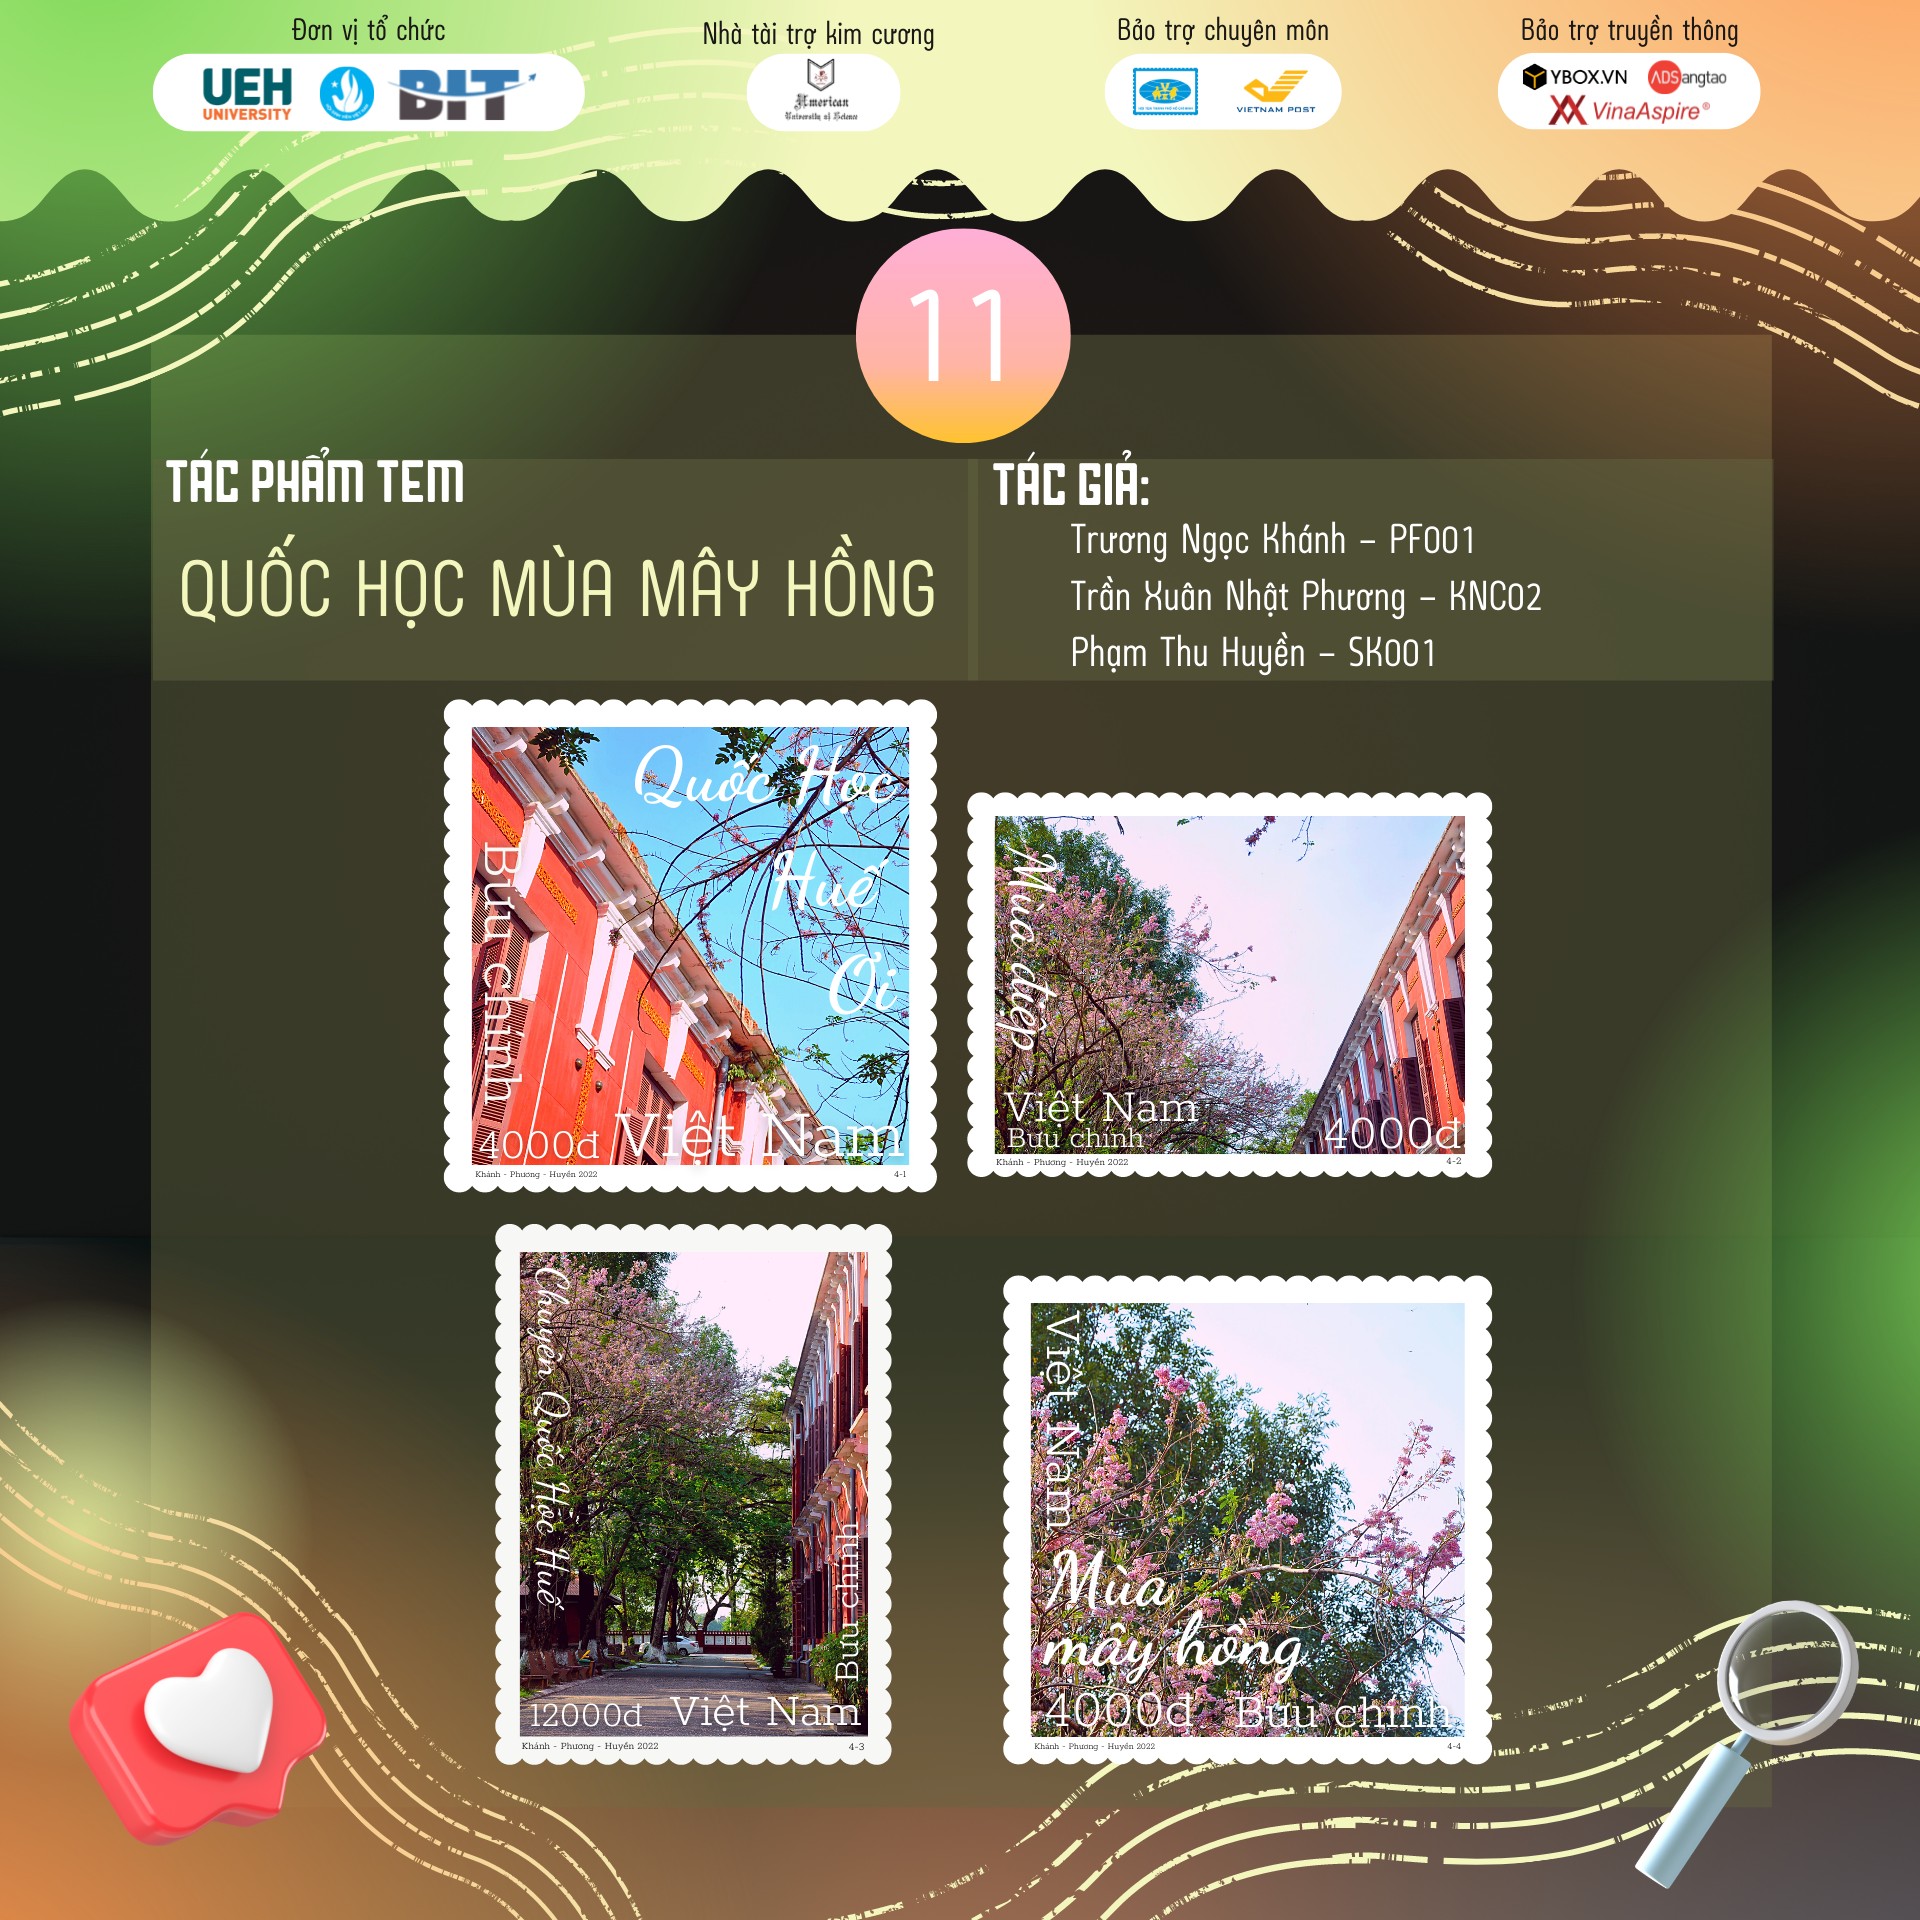 Đơn vị tổ chức
Nhà tài trợ kim cương
Bảo trợ chuyên môn
Bảo trợ truyền thông
UEH
UNIVERSITY
BIT
American
University of Science
VIETNAM POST
YBOX.VN
ADSangtao
VinaAspire®
11
TÁC PHẨM TEM
QUỐC HỌC MÙA MÂY HỒNG
TÁC GIẢ:
Trương Ngọc Khánh – PF001
Trần Xuân Nhật Phương – KNC02
Phạm Thu Huyền – SK001
Quốc Học
Huế
Ơi
Bưu chính
4000đ Việt Nam
Khánh - Phương - Huyền 2022
4-1
Mùa điệp
Việt Nam
Bưu chính
4000đ
Khánh - Phương - Huyền 2022
4-2
Chuyên Quốc Học Huế
Bưu chính
12000đ Việt Nam
Khánh - Phương - Huyền 2022
4-3
Việt Nam
Mùa
mây hồng
4000đ Bưu chính
Khánh - Phương - Huyền 2022
4-4